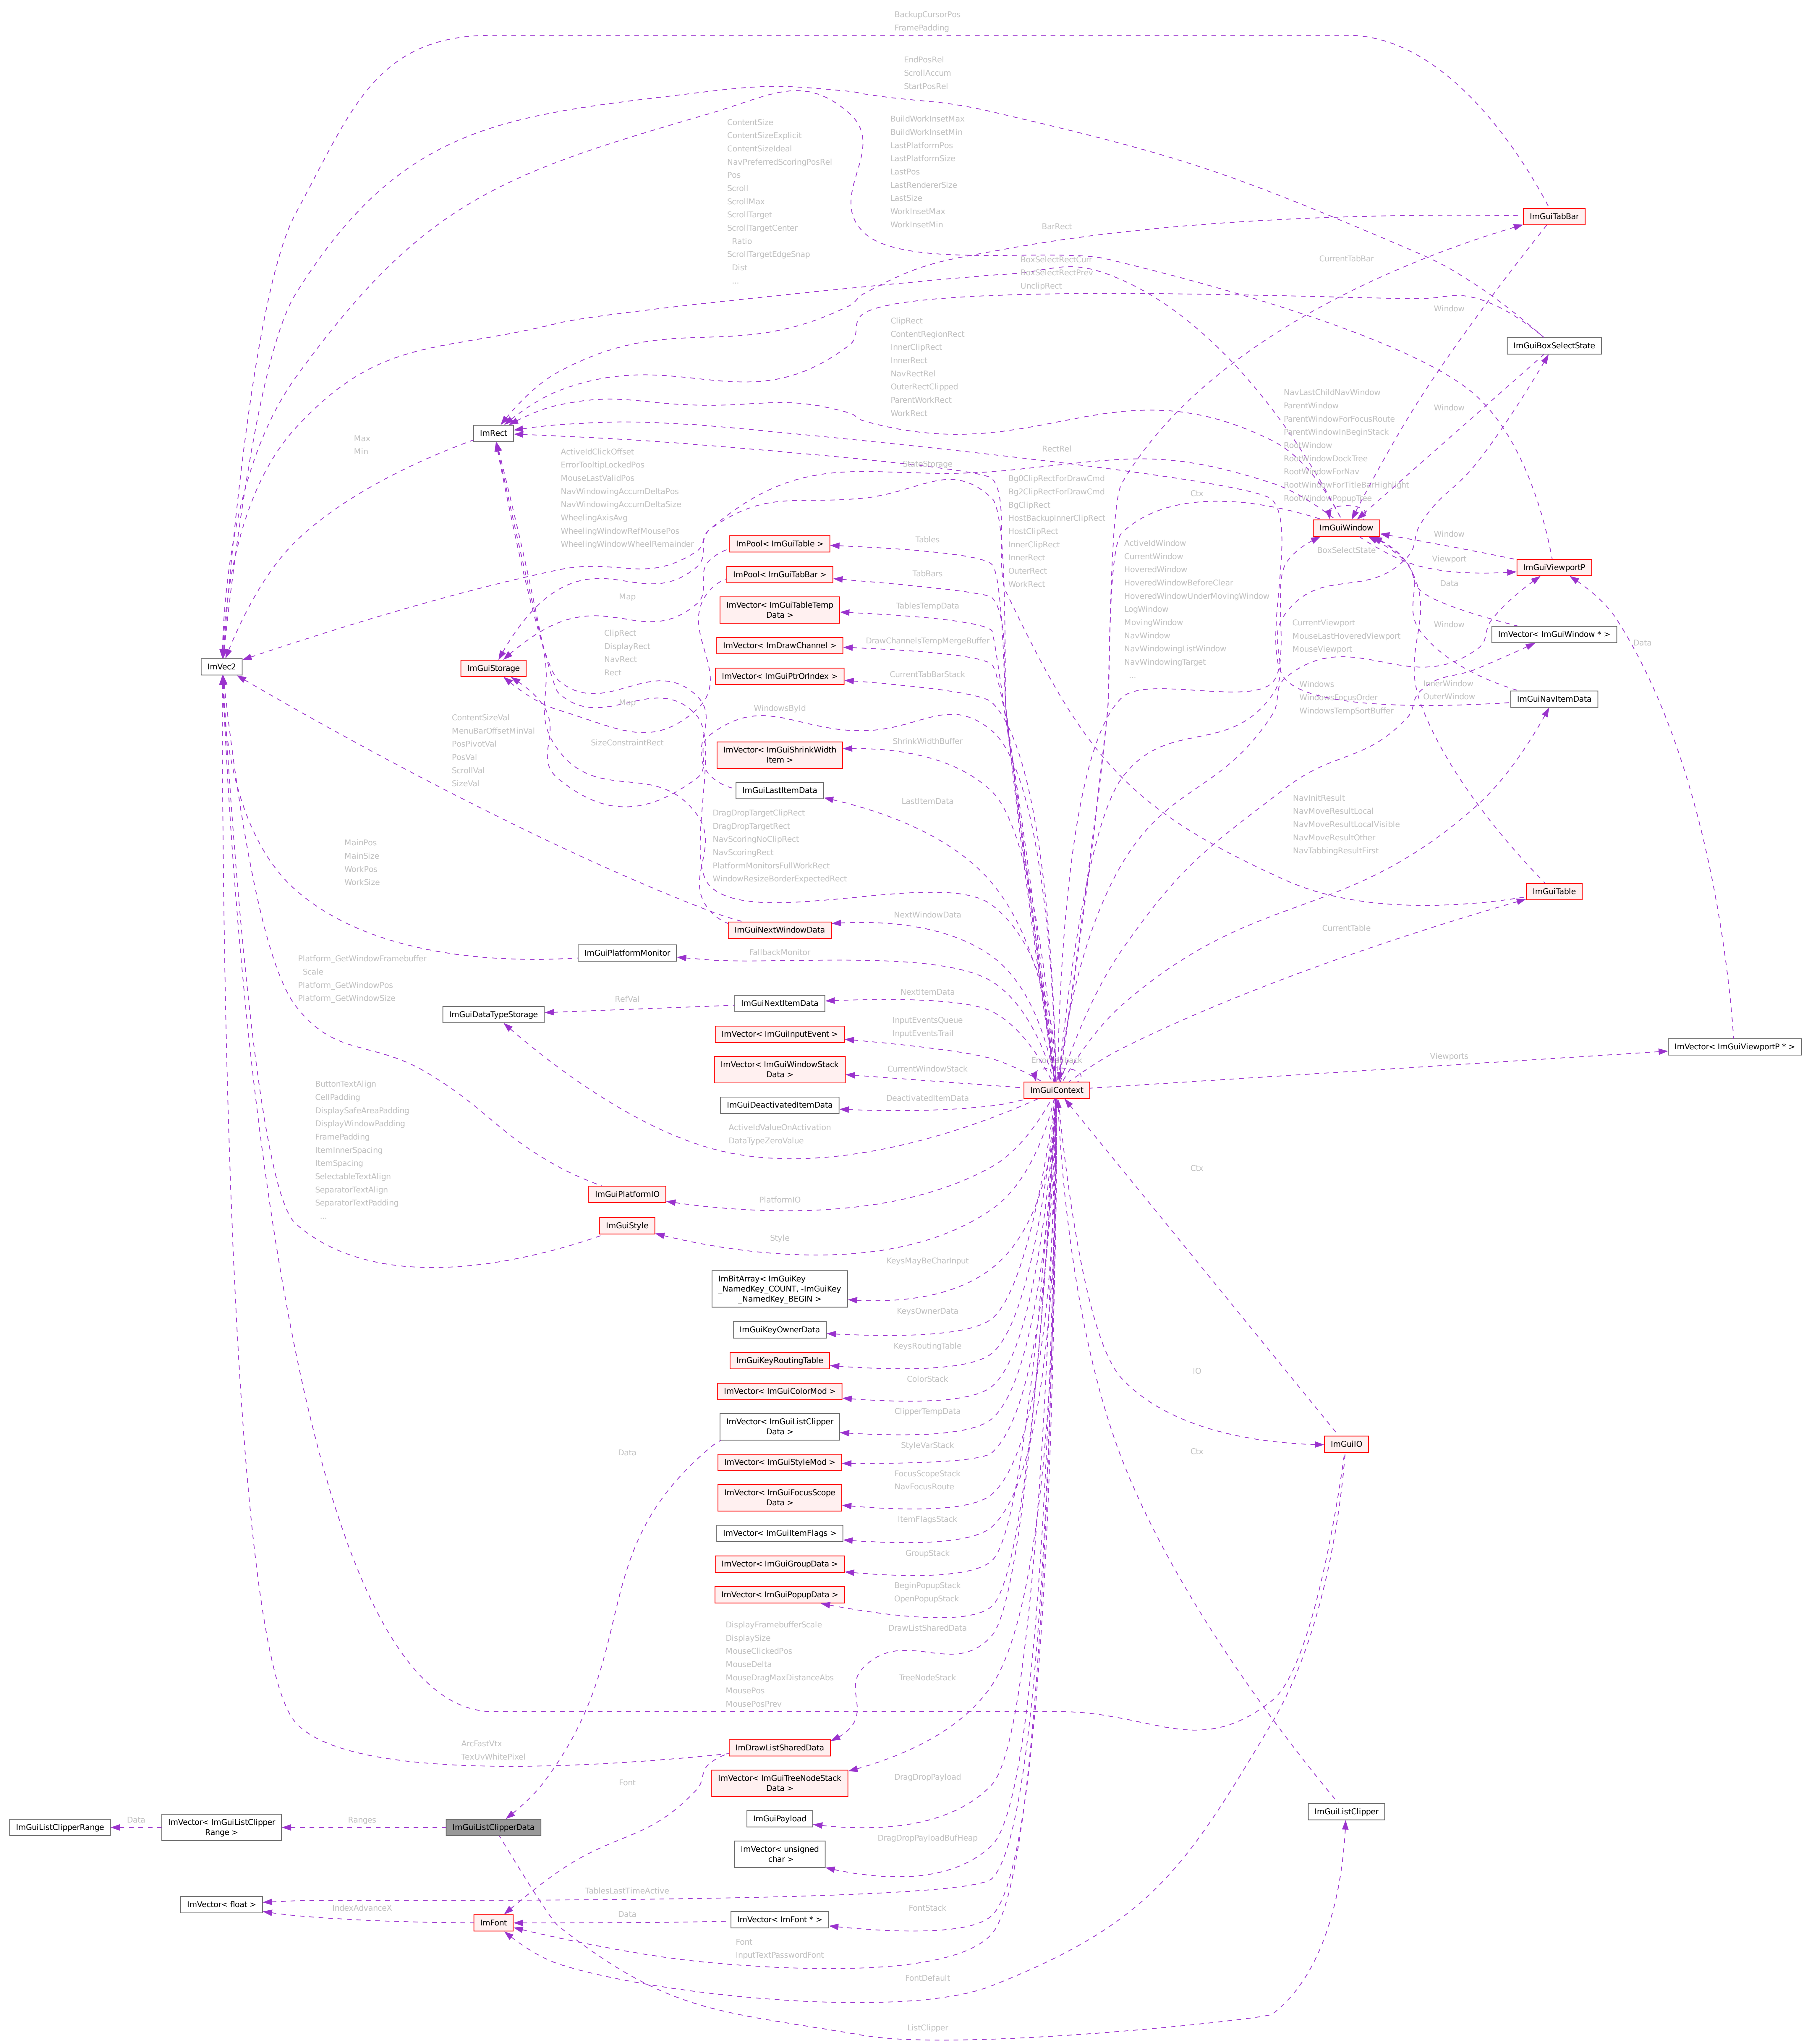 BackupCursorPos
FramePadding
EndPosRel
ScrollAccum
StartPosRel
ContentSize
ContentSizeExplicit
ContentSizeIdeal
NavPreferredScoringPosRel
Pos
Scroll
ScrollMax
ScrollTarget
ScrollTargetCenter
Ratio
ScrollTargetEdgeSnap
Dist
...
BuildWorkInsetMax
BuildWorkInsetMin
LastPlatformPos
LastPlatformSize
LastPos
LastRendererSize
LastSize
WorkInsetMax
WorkInsetMin
ImGuiTabBar
BarRect
CurrentTabBar
BoxSelectRectCurr
BoxSelectRectPrev
UnclipRect
Window
ClipRect
ContentRegionRect
InnerClipRect
InnerRect
NavRectRel
OuterRectClipped
ParentWorkRect
WorkRect
ImGuiBoxSelectState
NavLastChildNavWindow
ParentWindow
ParentWindowForFocusRoute
ParentWindowInBeginStack
RootWindow
RootWindowDockTree
RootWindowForNav
RootWindowForTitleBarHighlight
RootWindowPopupTree
Window
ImRect
Max
Min
ActiveIdClickOffset
ErrorTooltipLockedPos
MouseLastValidPos
NavWindowingAccumDeltaPos
NavWindowingAccumDeltaSize
WheelingAxisAvg
WheelingWindowRefMousePos
WheelingWindowWheelRemainder
StateStorage
RectRel
Bg0ClipRectForDrawCmd
Bg2ClipRectForDrawCmd
BgClipRect
HostBackupInnerClipRect
HostClipRect
InnerClipRect
InnerRect
OuterRect
WorkRect
Ctx
ImGuiWindow
Window
BoxSelectState
Viewport
ImGuiViewportP
ActiveIdWindow
CurrentWindow
HoveredWindow
HoveredWindowBeforeClear
HoveredWindowUnderMovingWindow
LogWindow
MovingWindow
NavWindow
NavWindowingListWindow
NavWindowingTarget
...
ImPool< ImGuiTable >
Tables
ImPool< ImGuiTabBar >
TabBars
Data
Map
ImVector< ImGuiTableTemp
Data >
TablesTempData
ClipRect
DisplayRect
NavRect
Rect
ImVector< ImDrawChannel >
DrawChannelsTempMergeBuffer
CurrentViewport
MouseLastHoveredViewport
MouseViewport
Window
ImVector< ImGuiWindow * >
Data
ImVec2
ImGuiStorage
ImVector< ImGuiPtrOrIndex >
CurrentTabBarStack
Windows
WindowsFocusOrder
WindowsTempSortBuffer
InnerWindow
OuterWindow
ImGuiNavItemData
Map
WindowsById
ContentSizeVal
MenuBarOffsetMinVal
PosPivotVal
PosVal
ScrollVal
SizeVal
SizeConstraintRect
ImVector< ImGuiShrinkWidth
Item >
ShrinkWidthBuffer
ImGuiLastItemData
LastItemData
NavInitResult
NavMoveResultLocal
NavMoveResultLocalVisible
NavMoveResultOther
NavTabbingResultFirst
DragDropTargetClipRect
DragDropTargetRect
NavScoringNoClipRect
NavScoringRect
PlatformMonitorsFullWorkRect
WindowResizeBorderExpectedRect
MainPos
MainSize
WorkPos
WorkSize
ImGuiTable
ImGuiNextWindowData
NextWindowData
CurrentTable
ImGuiPlatformMonitor
FallbackMonitor
Platform_GetWindowFramebuffer
Scale
Platform_GetWindowPos
Platform_GetWindowSize
ImGuiDataTypeStorage
RefVal
ImGuiNextItemData
NextItemData
ImVector< ImGuiInputEvent >
InputEventsQueue
InputEventsTrail
ImVector< ImGuiViewportP * >
Viewports
ImVector< ImGuiWindowStack
Data >
CurrentWindowStack
ImGuiContext
ImGuiDeactivatedItemData
DeactivatedItemData
ActiveIdValueOnActivation
DataTypeZeroValue
ButtonTextAlign
CellPadding
DisplaySafeAreaPadding
DisplayWindowPadding
FramePadding
ItemInnerSpacing
ItemSpacing
SelectableTextAlign
SeparatorTextAlign
SeparatorTextPadding
...
ImGuiPlatformIO
PlatformIO
Ctx
ImGuiStyle
Style
ImBitArray< ImGuiKey
_NamedKey_COUNT, -ImGuiKey
_NamedKey_BEGIN >
KeysMayBeCharInput
ImGuiKeyOwnerData
KeysOwnerData
ImGuiKeyRoutingTable
KeysRoutingTable
IO
ImVector< ImGuiColorMod >
ColorStack
ImVector< ImGuiListClipper
Data >
ClipperTempData
Data
ImGuiIO
Ctx
ImVector< ImGuiStyleMod >
StyleVarStack
ImVector< ImGuiFocusScope
Data >
FocusScopeStack
NavFocusRoute
ImVector< ImGuiItemFlags >
ItemFlagsStack
ImVector< ImGuiGroupData >
GroupStack
ImVector< ImGuiPopupData >
BeginPopupStack
OpenPopupStack
DisplayFramebufferScale
DisplaySize
MouseClickedPos
MouseDelta
MouseDragMaxDistanceAbs
MousePos
MousePosPrev
DrawListSharedData
TreeNodeStack
ArcFastVtx
TexUvWhitePixel
ImDrawListSharedData
Font
ImVector< ImGuiTreeNodeStack
Data >
DragDropPayload
ImGuiPayload
ImGuiListClipper
ImGuiListClipperRange
Data
ImVector< ImGuiListClipper
Range >
Ranges
ImGuiListClipperData
ImVector< unsigned
char >
DragDropPayloadBufHeap
ImVector< float >
TablesLastTimeActive
IndexAdvanceX
ImFont
Data
ImVector< ImFont * >
FontStack
Font
InputTextPasswordFont
FontDefault
ListClipper